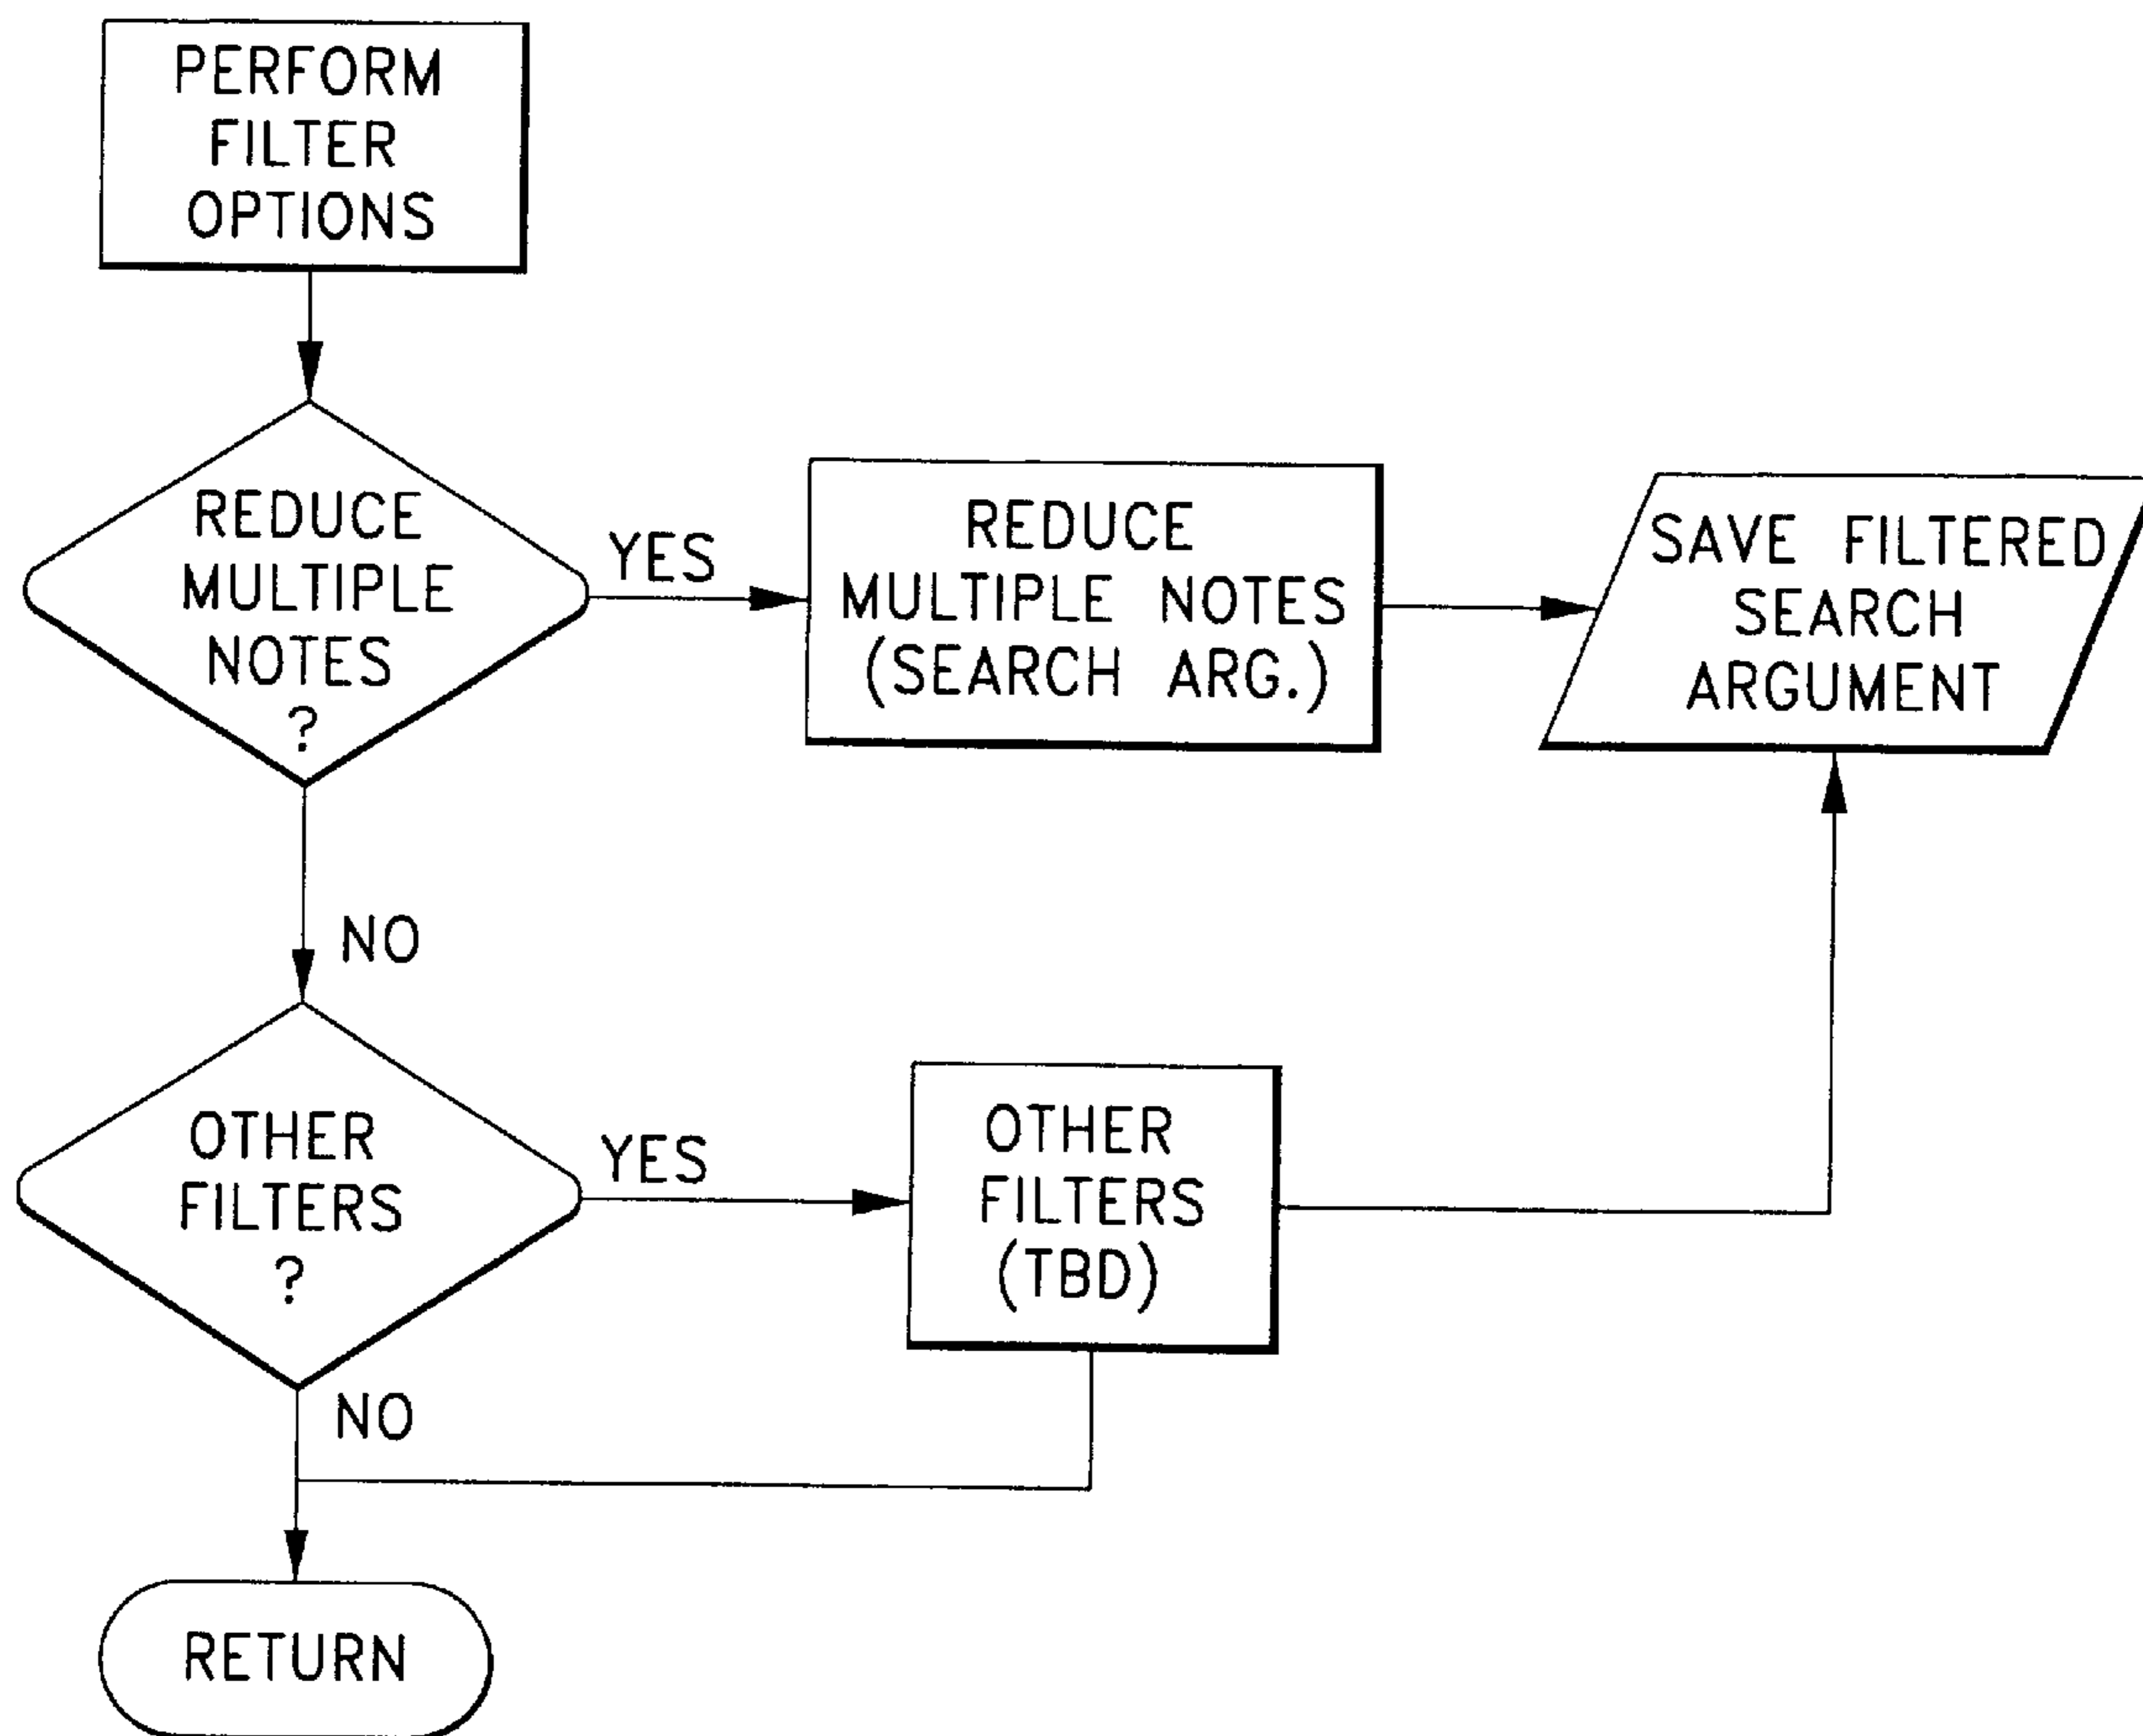 PERFORM
FILTER
OPTIONS
REDUCE
MULTIPLE
NOTES
?
YES
REDUCE
MULTIPLE NOTES
(SEARCH ARG.)
SAVE FILTERED
SEARCH
ARGUMENT
NO
OTHER
FILTERS
?
YES
OTHER
FILTERS
(TBD)
NO
RETURN